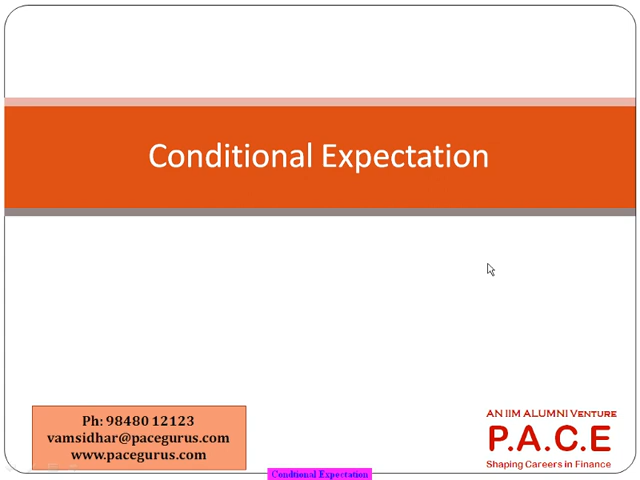 Conditional Expectation
Ph: 98480 12123
vamsidhar@pacegurus.com
www.pacegurus.com
AN IIM ALUMNI VENTURE
P.A.C.E
Shaping Careers in Finance
Condtional Expectation